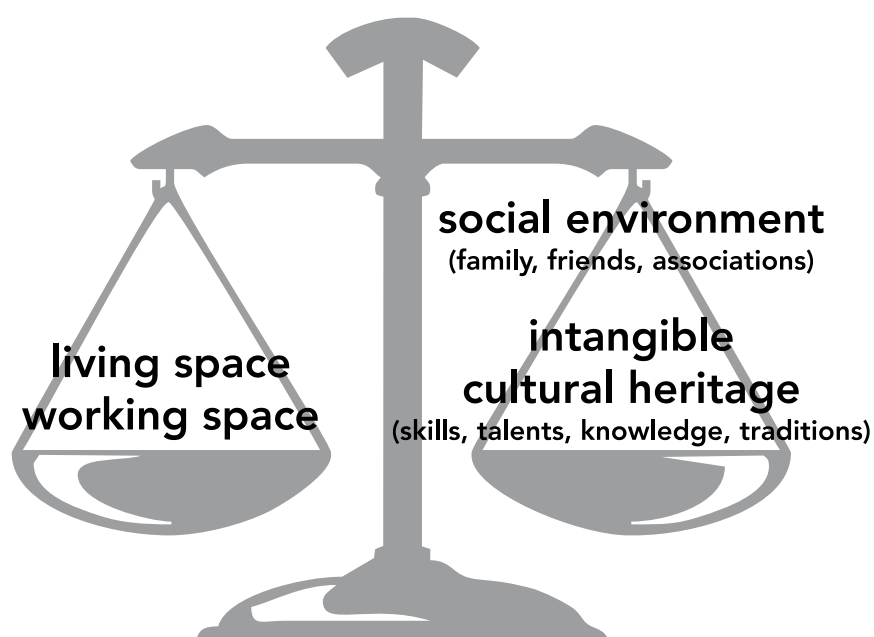 social environment
(family, friends, associations)
intangible
cultural heritage
(skills, talents, knowledge, traditions)
living space
working space